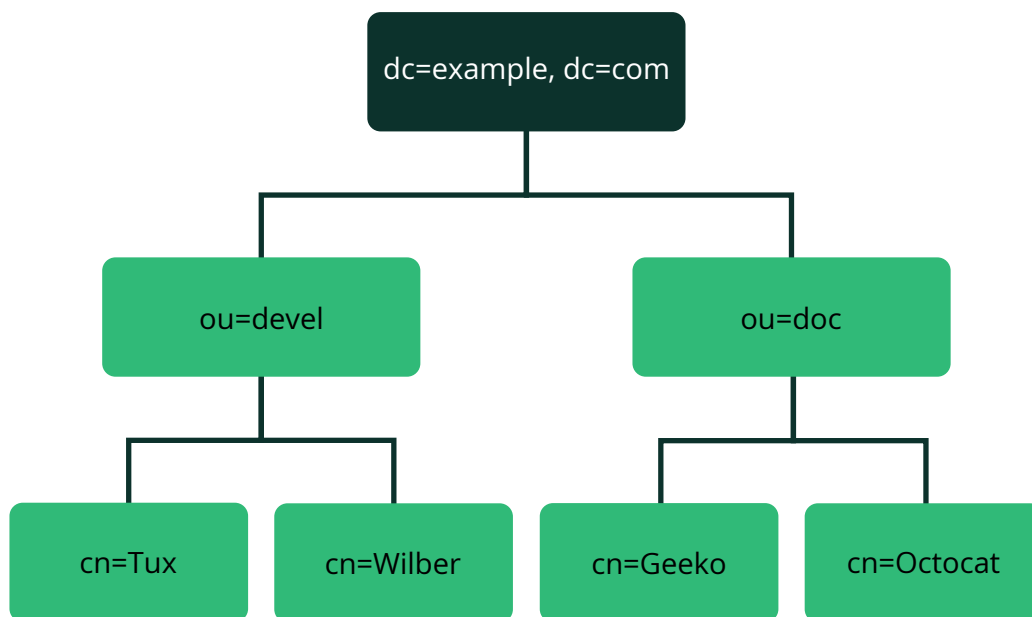 dc=example, dc=com
ou=devel
ou=doc
cn=Tux
cn=Wilber
cn=Geeko
cn=Octocat